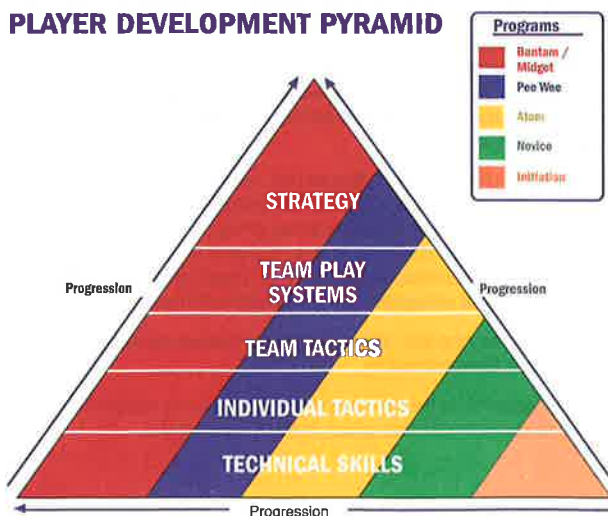 PLAYER DEVELOPMENT PYRAMID
Programs
Bantam /
Midget
Pee Wee
Atom
Novice
Initiation
STRATEGY
TEAM PLAY
SYSTEMS
Progression
Progression
TEAM TACTICS
INDIVIDUAL TACTICS
TECHNICAL SKILLS
Progression